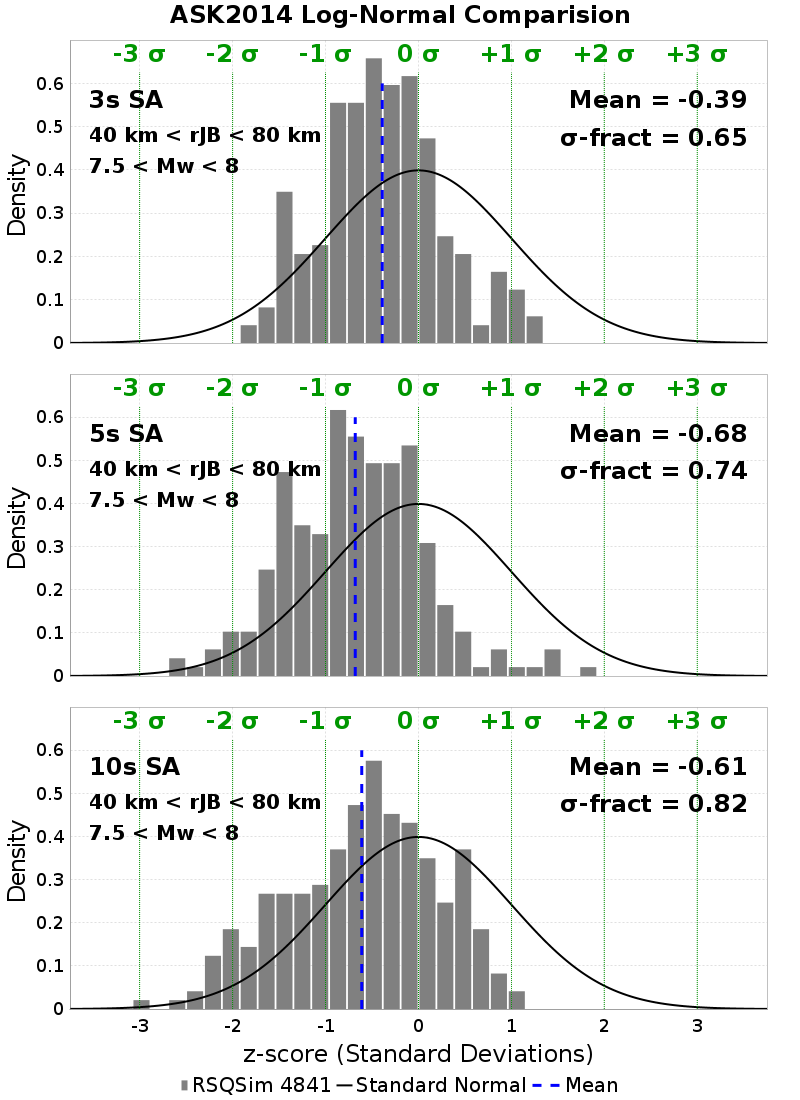 ASK2014 Log-Normal Comparision
-3 σ -2 σ -1 σ 0 σ +1 σ +2 σ +3 σ
3s SA
40 km < rJB < 80 km
7.5 < Mw < 8
Mean = -0.39
σ-fract = 0.65
Density
0.6
0.5
0.4
0.3
0.2
0.1
0
-3 σ -2 σ -1 σ 0 σ +1 σ +2 σ +3 σ
5s SA
40 km < rJB < 80 km
7.5 < Mw < 8
Mean = -0.68
σ-fract = 0.74
Density
0.6
0.5
0.4
0.3
0.2
0.1
0
-3 σ -2 σ -1 σ 0 σ +1 σ +2 σ +3 σ
10s SA
40 km < rJB < 80 km
7.5 < Mw < 8
Mean = -0.61
σ-fract = 0.82
Density
0.6
0.5
0.4
0.3
0.2
0.1
0
-3 -2 -1 0 1 2 3
z-score (Standard Deviations)
RSQSim 4841 Standard Normal Mean